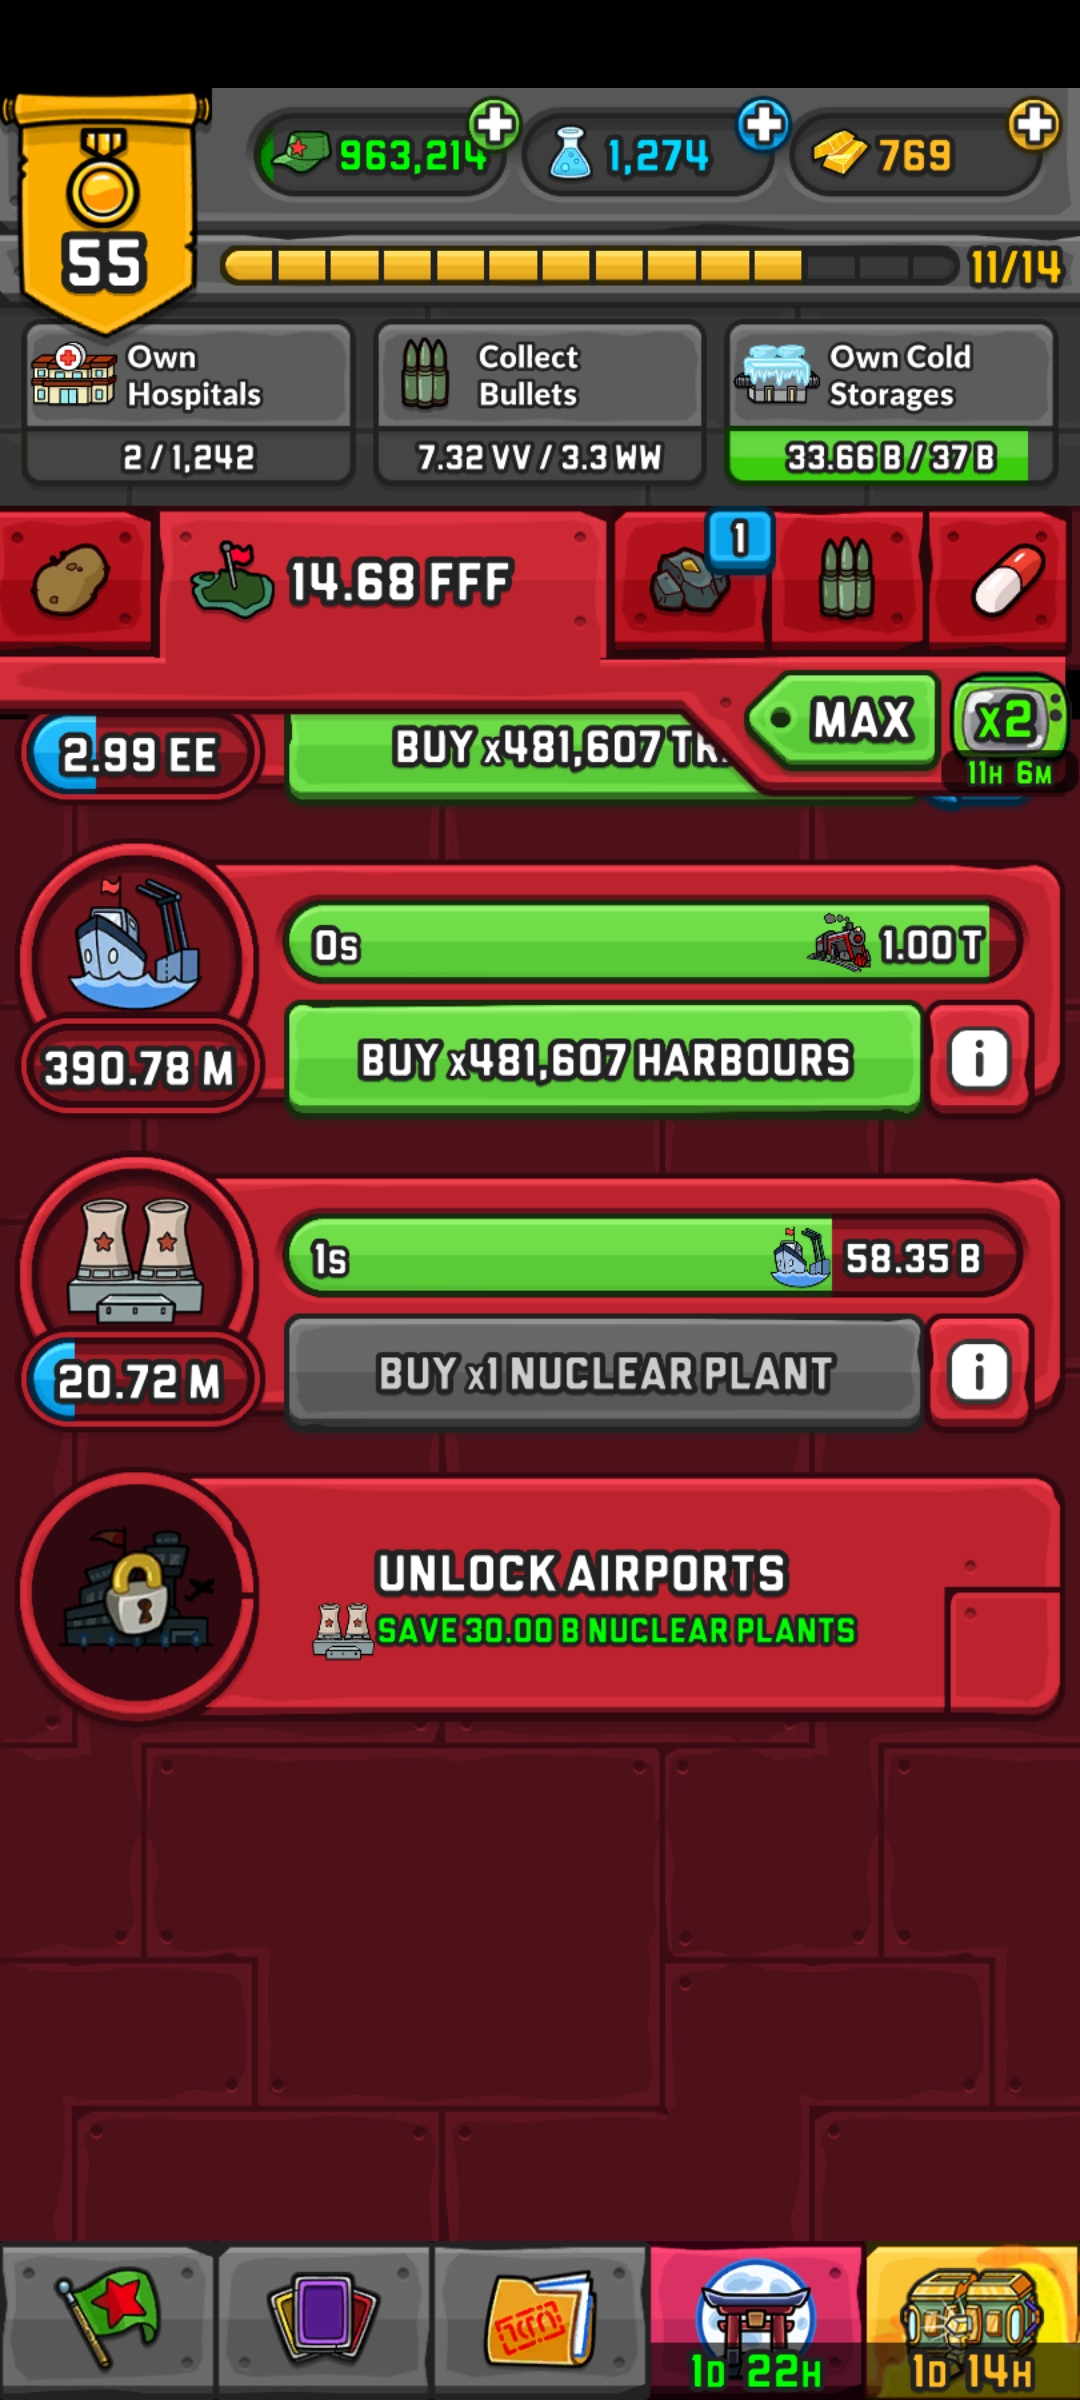 963,214
1,274
769
55
11/14
Own
Hospitals
2 / 1,242
Collect
Bullets
7.32 VV / 3.3 WW
Own Cold
Storages
33.66 B / 37 B
14.68 FFF
1
MAX
x2
11H 6M
2.99 EE
BUY x481,607 TR
0s
1.00 T
390.78 M
BUY x481,607 HARBOURS
i
1s
58.35 B
20.72 M
BUY x1 NUCLEAR PLANT
i
UNLOCK AIRPORTS
SAVE 30.00 B NUCLEAR PLANTS
1D 22H
1D 14H